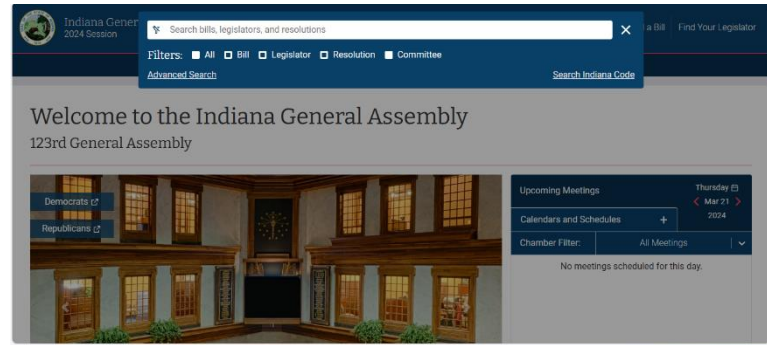 Indiana Gener
2024 Session
Search bills, legislators, and resolutions
a Bill
Find Your Legislator
Filters: All Bill Legislator Resolution Committee
Advanced Search
Search Indiana Code
Welcome to the Indiana General Assembly
123rd General Assembly
Democrats
Republicans
Upcoming Meetings
Thursday
Mar 21
2024
Calendars and Schedules +
Chamber Filter:
All Meetings
No meetings scheduled for this day.